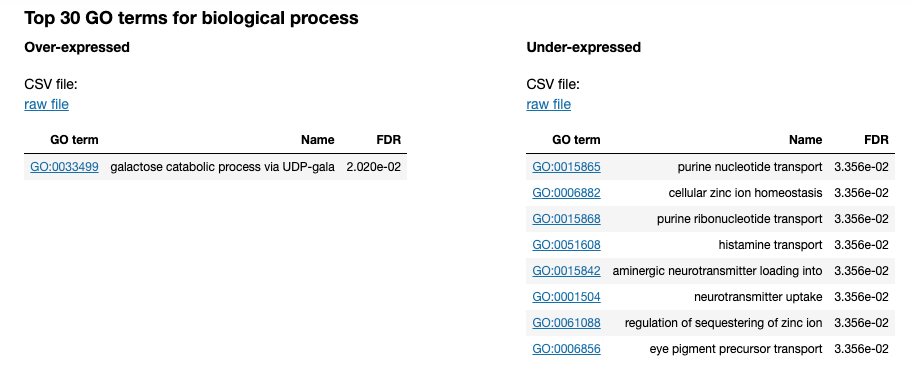 Top 30 GO terms for biological process
Over-expressed
CSV file:
raw file
GO term Name FDR
GO:0033499 galactose catabolic process via UDP-gala 2.020e-02
Under-expressed
CSV file:
raw file
GO term Name FDR
GO:0015865 purine nucleotide transport 3.356e-02
GO:0006882 cellular zinc ion homeostasis 3.356e-02
GO:0015868 purine ribonucleotide transport 3.356e-02
GO:0051608 histamine transport 3.356e-02
GO:0015842 aminergic neurotransmitter loading into 3.356e-02
GO:0001504 neurotransmitter uptake 3.356e-02
GO:0061088 regulation of sequestering of zinc ion 3.356e-02
GO:0006856 eye pigment precursor transport 3.356e-02